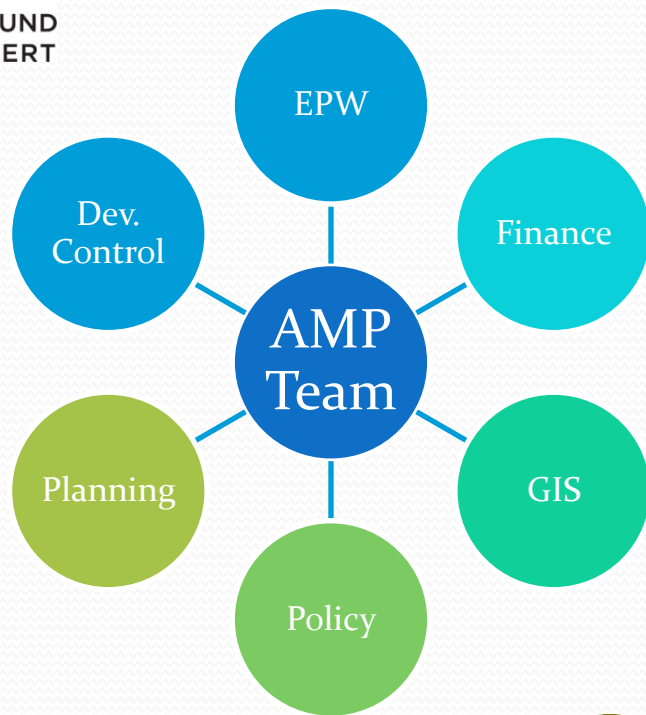 UND
ERT
EPW
Dev.
Control
Finance
AMP
Team
Planning
GIS
Policy